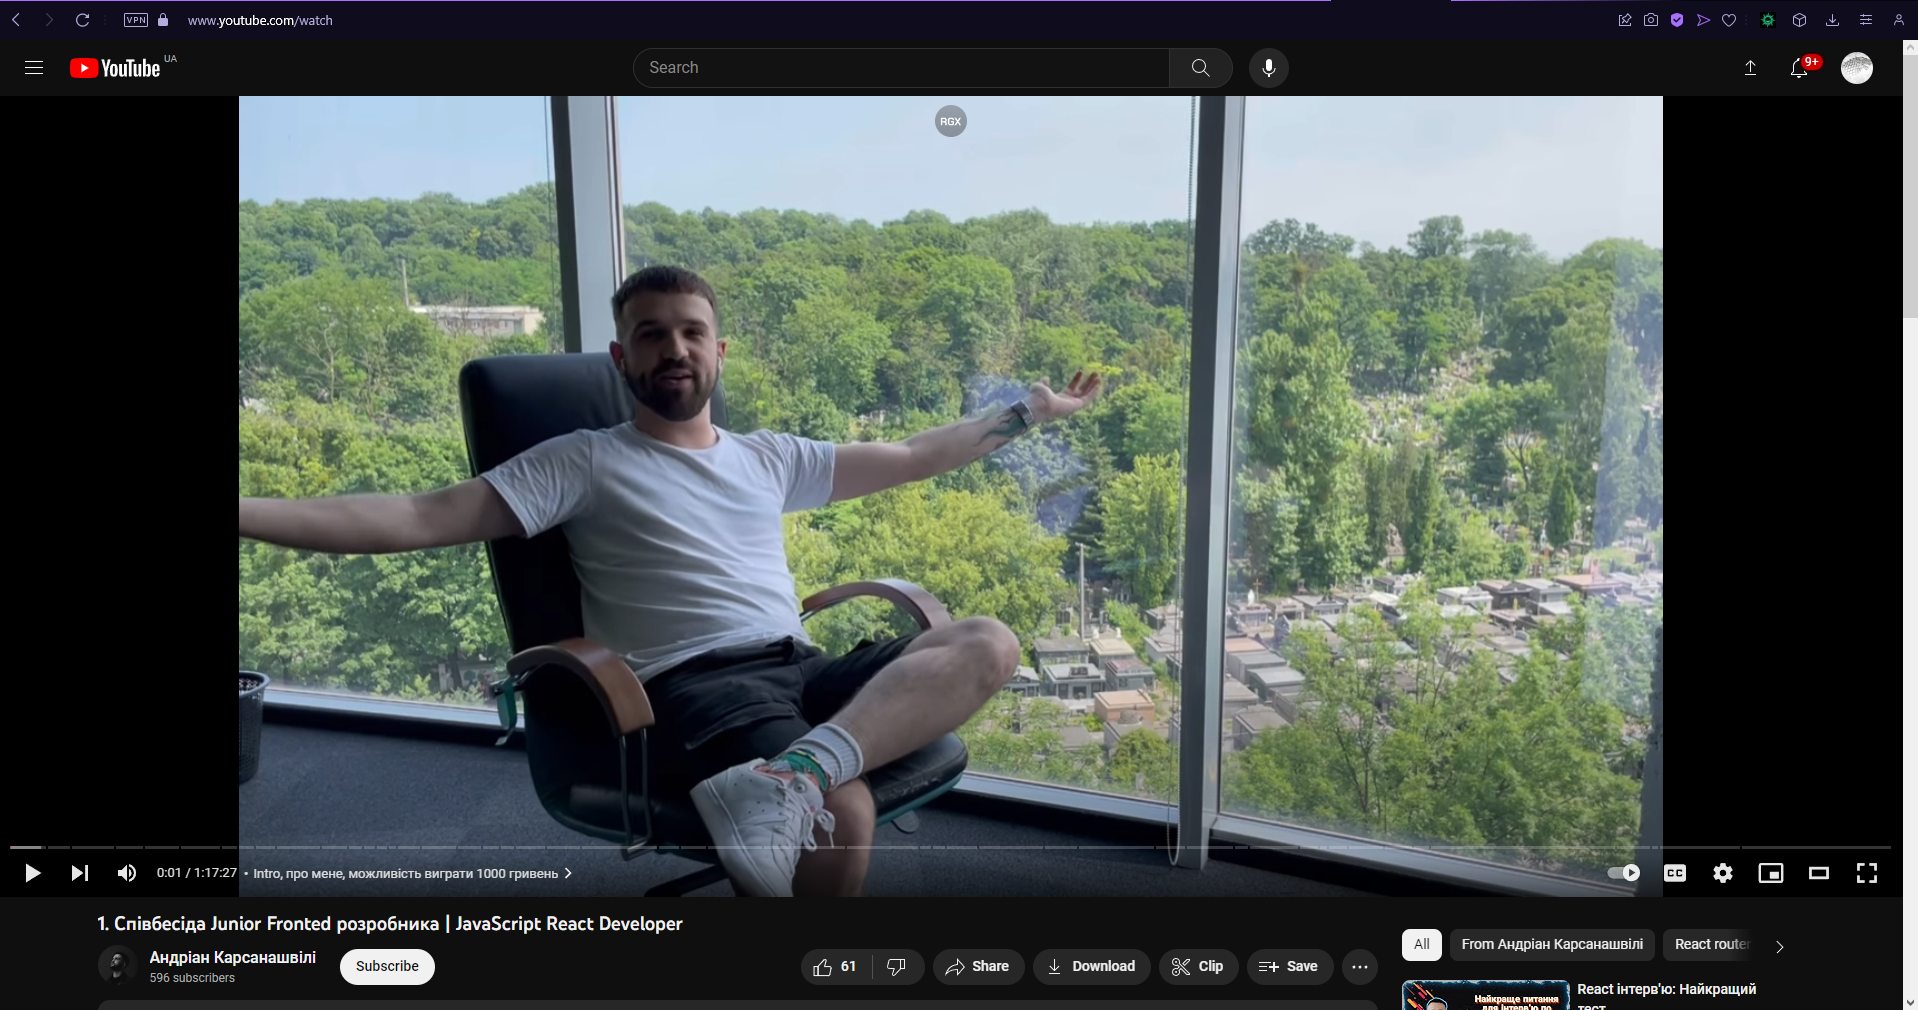 VPN
www.youtube.com/watch
YouTube
UA
Search
9+
RGX
0:01 / 1:17:27 • Intro, про мене, можливість виграти 1000 гривень
CC
1. Співбесіда Junior Fronted розробника | JavaScript React Developer
Андріан Карсанашвілі
596 subscribers
Subscribe
61
Share
Download
Clip
Save
All
From Андріан Карсанашвілі
React router
Найкраще питання
для інтерв'ю по
React інтерв'ю: Найкращий
тест